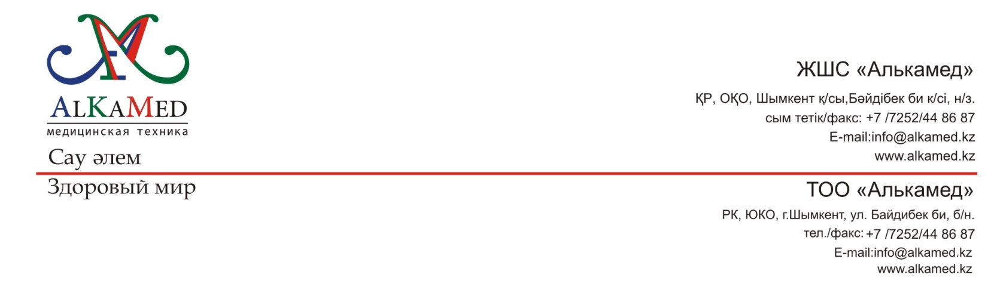 ALKAMED
медицинская техника
Сау әлем
Здоровый мир
ЖШС «Алькамед»
ҚР, ОҚО, Шымкент қ/сы,Бәйдібек би к/сі, н/з.
сым тетік/факс: +7 /7252/44 86 87
E-mail:info@alkamed.kz
www.alkamed.kz
ТОО «Алькамед»
РК, ЮКО, г.Шымкент, ул. Байдибек би, б/н.
тел./факс: +7 /7252/44 86 87
E-mail:info@alkamed.kz
www.alkamed.kz